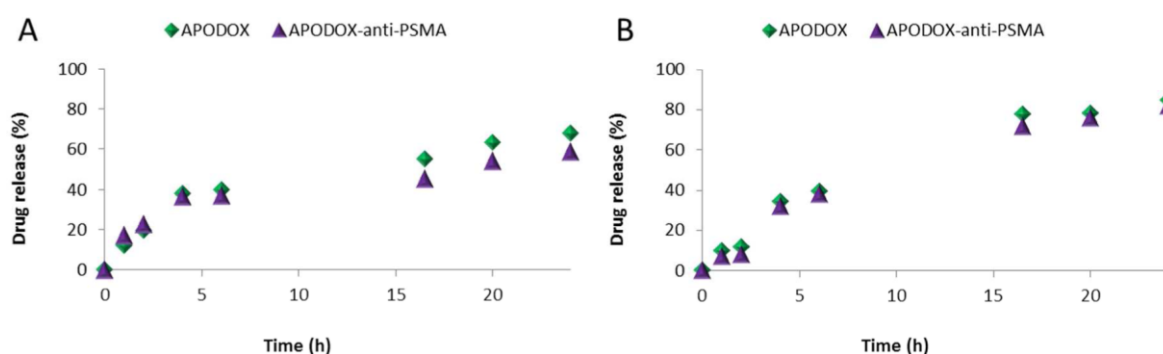 A
APODOX APODOX-anti-PSMA
Drug release (%)
100
80
60
40
20
0
0 5 10 15 20
Time (h)
B
APODOX APODOX-anti-PSMA
Drug release (%)
100
80
60
40
20
0
0 5 10 15 20
Time (h)